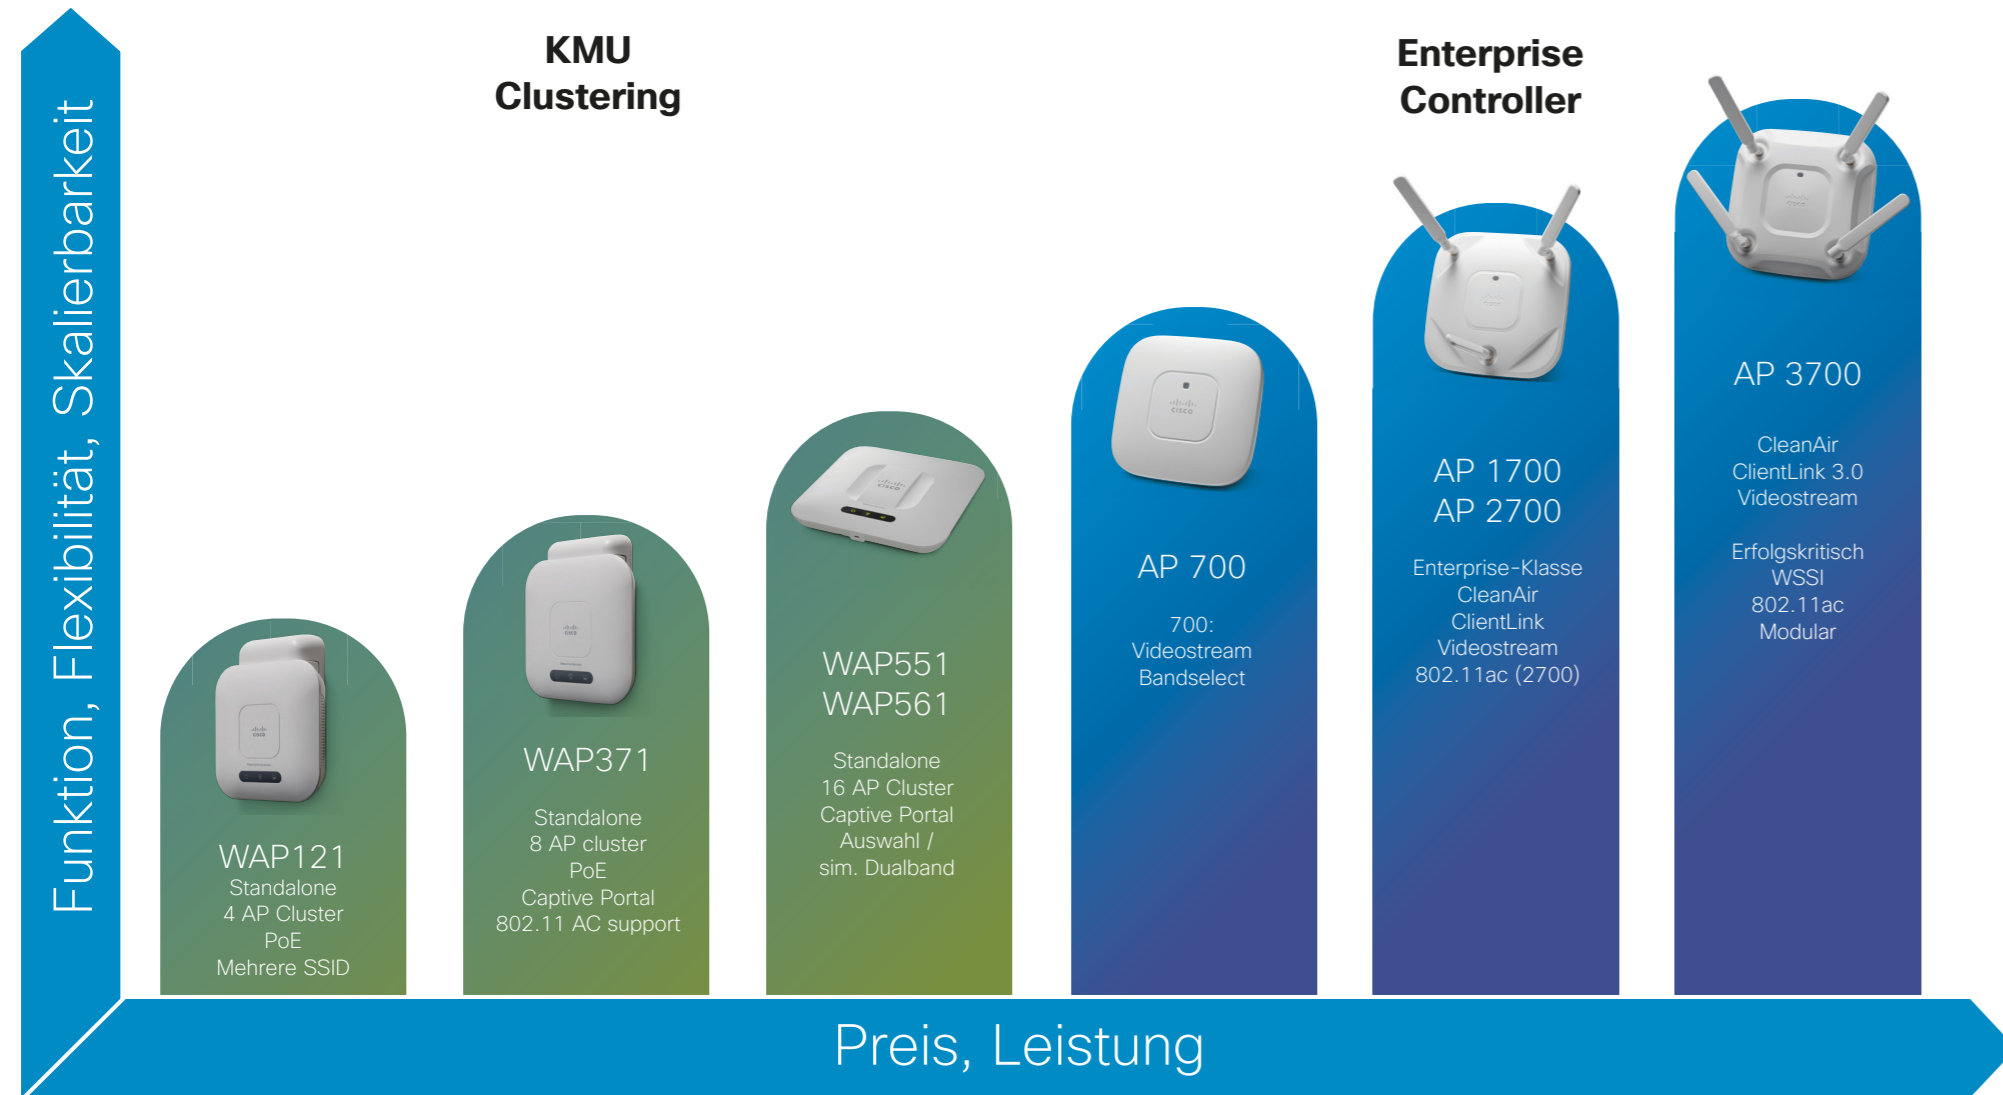 Funktion, Flexibilität, Skalierbarkeit
KMU
Clustering
Enterprise
Controller
WAP121
Standalone
4 AP Cluster
PoE
Mehrere SSID
WAP371
Standalone
8 AP cluster
PoE
Captive Portal
802.11 AC support
CISCO
WAP551
WAP561
Standalone
16 AP Cluster
Captive Portal
Auswahl /
sim. Dualband
CISCO
AP 700
700:
Videostream
Bandselect
AP 1700
AP 2700
Enterprise-Klasse
CleanAir
ClientLink
Videostream
802.11ac (2700)
AP 3700
CleanAir
ClientLink 3.0
Videostream
Erfolgskritisch
WSSI
802.11ac
Modular
Preis, Leistung